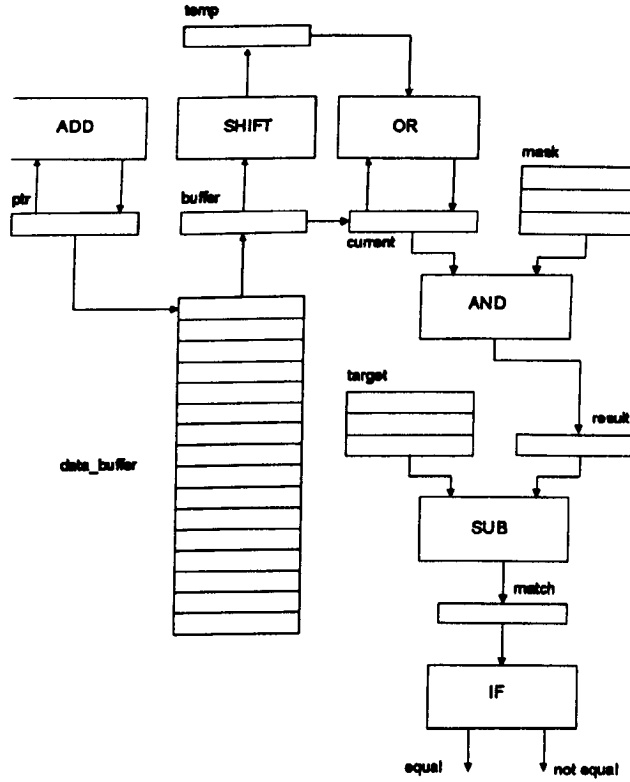 temp
ADD
SHIFT
OR
mask
ptr
buffer
current
AND
target
result
data_buffer
SUB
match
IF
equal
not equal